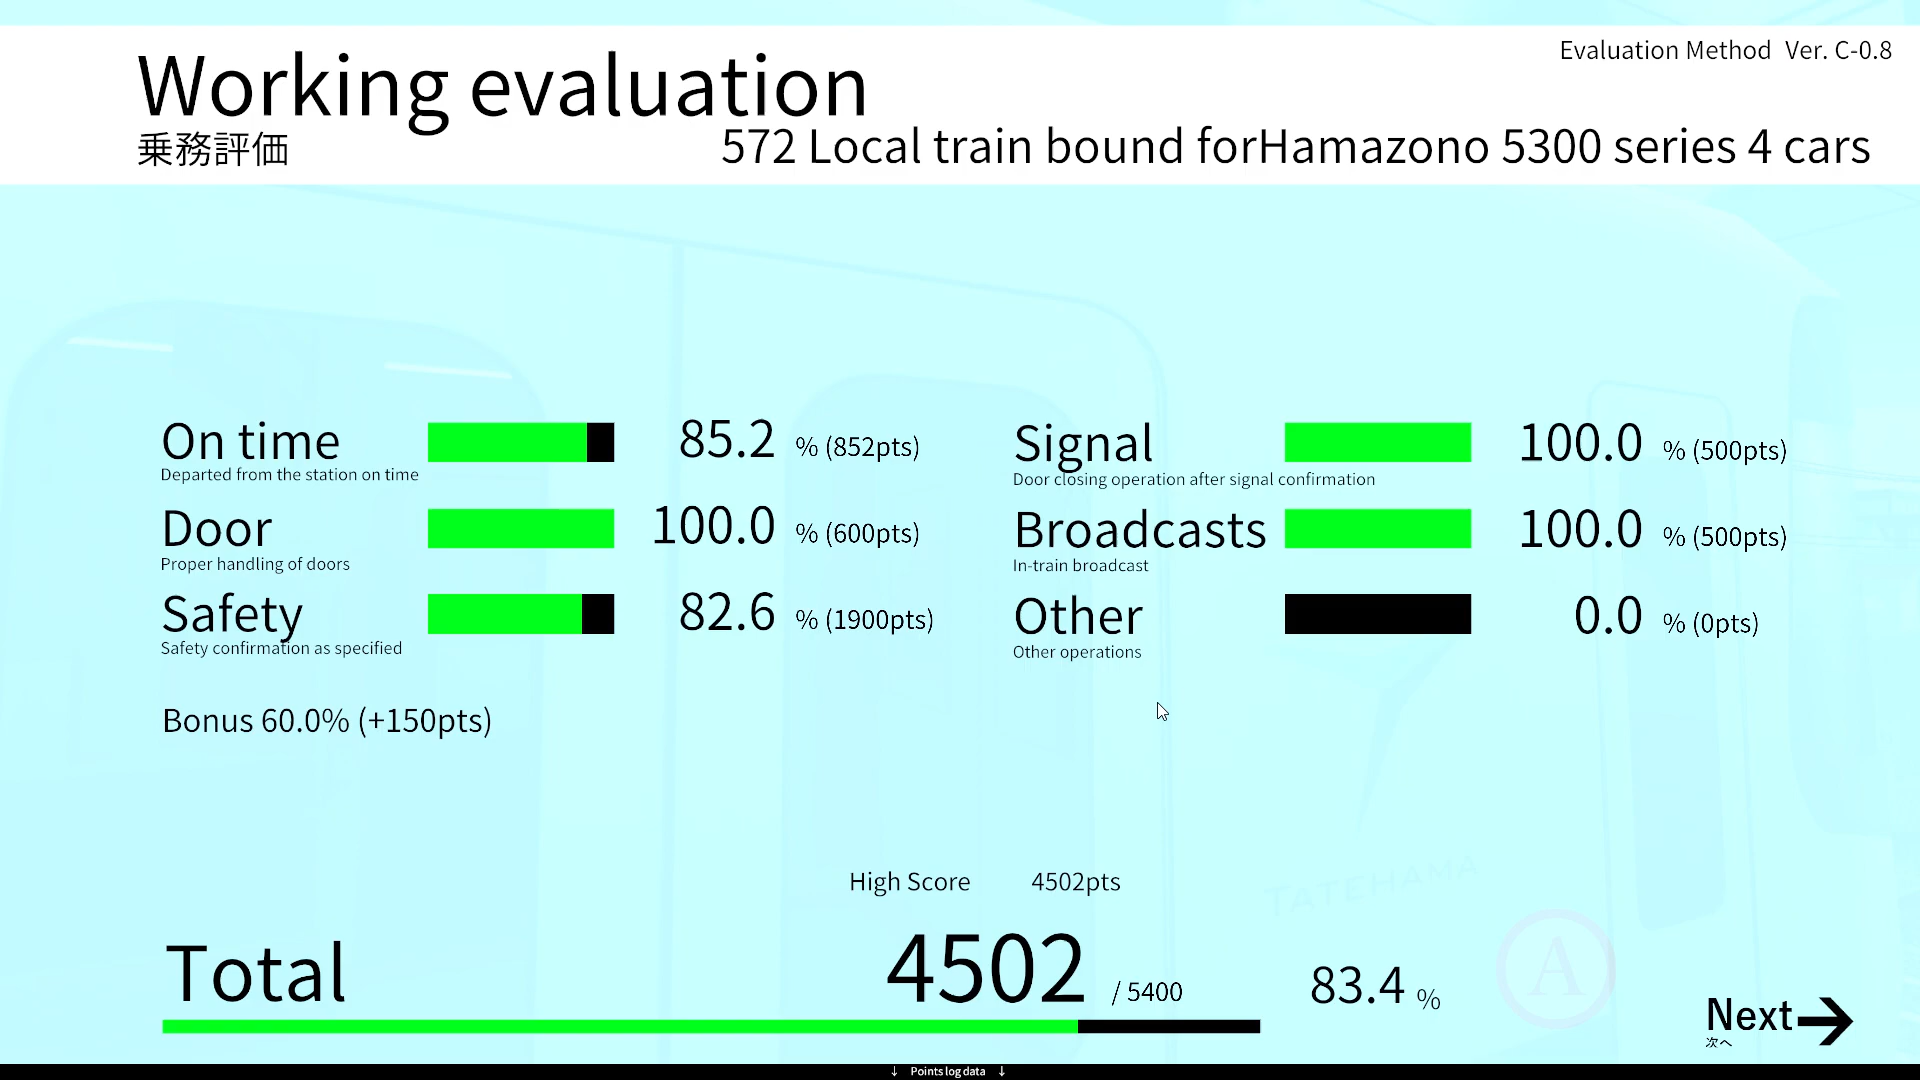 Working evaluation
乗務評価
Evaluation Method Ver. C-0.8
572 Local train bound forHamazono 5300 series 4 cars
On time 85.2 % (852pts)
Departed from the station on time
Signal 100.0 % (500pts)
Door closing operation after signal confirmation
Door 100.0 % (600pts)
Proper handling of doors
Broadcasts 100.0 % (500pts)
In-train broadcast
Safety 82.6 % (1900pts)
Safety confirmation as specified
Other 0.0 % (0pts)
Other operations
Bonus 60.0% (+150pts)
TATEHAMA
High Score 4502pts
Total 4502 / 5400 83.4 %
A
Next
次へ
↓ Points log data ↓